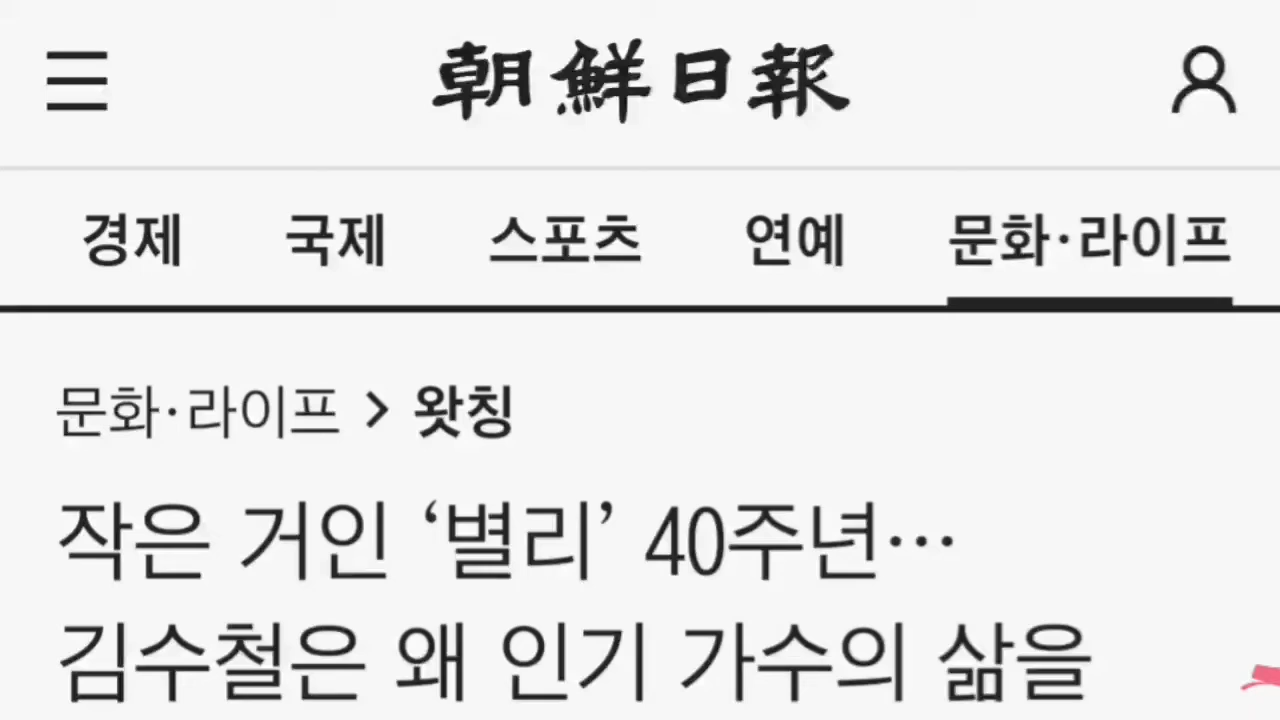 朝鮮日報
경제 국제 스포츠 연예 문화·라이프
문화·라이프 > 왓칭
작은 거인 ‘별리’ 40주년…
김수철은 왜 인기 가수의 삶을